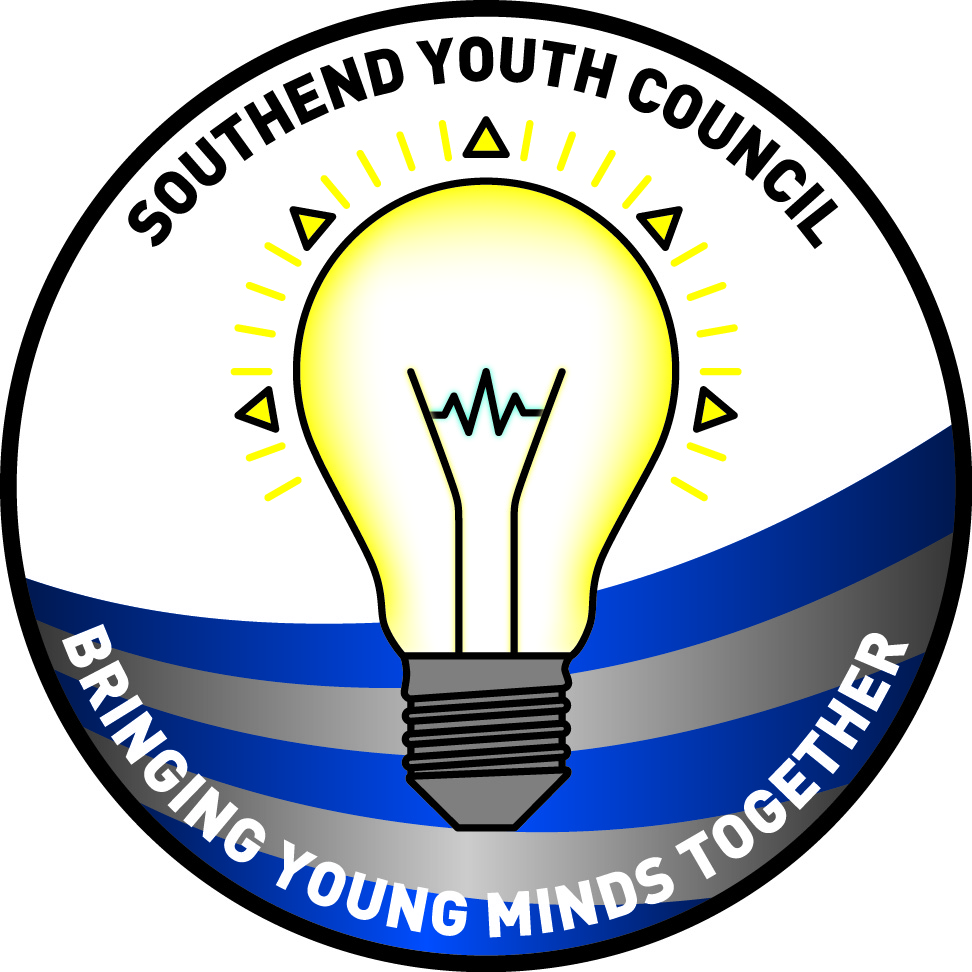 SOUTHEND YOUTH COUNCIL
BRINGING YOUNG MINDS TOGETHER